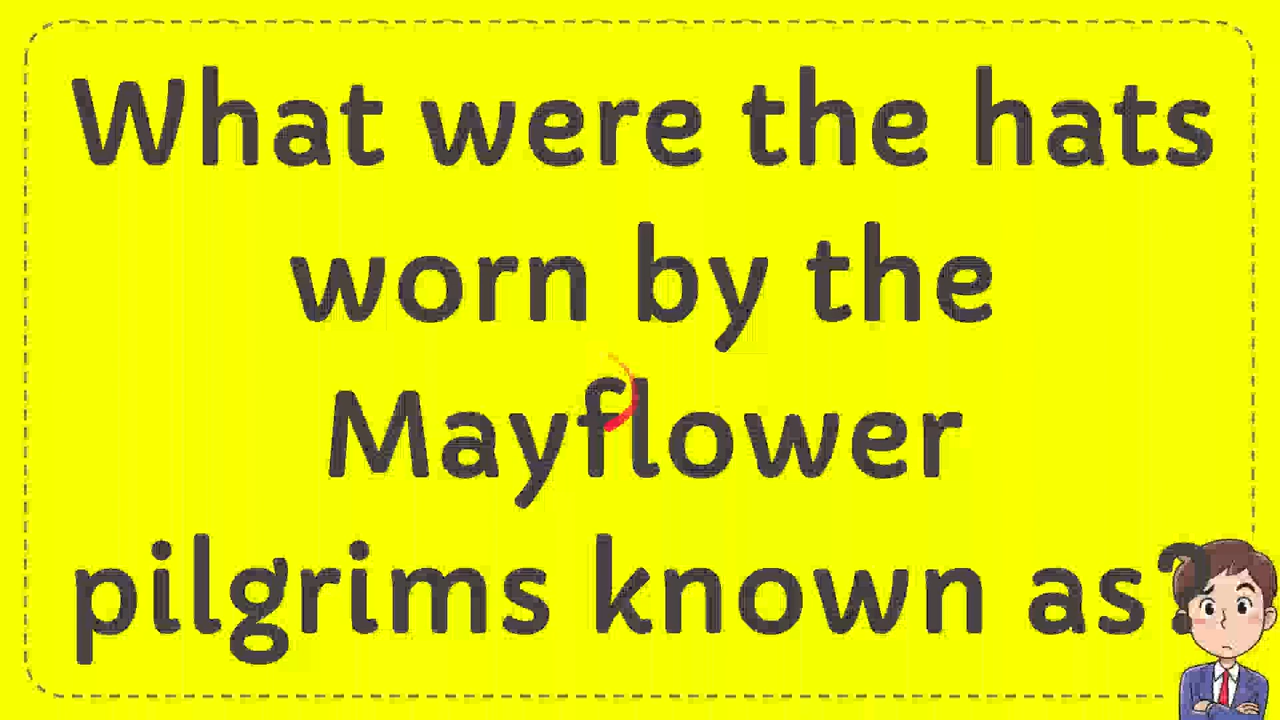 What were the hats
worn by the
Mayflower
pilgrims known as?